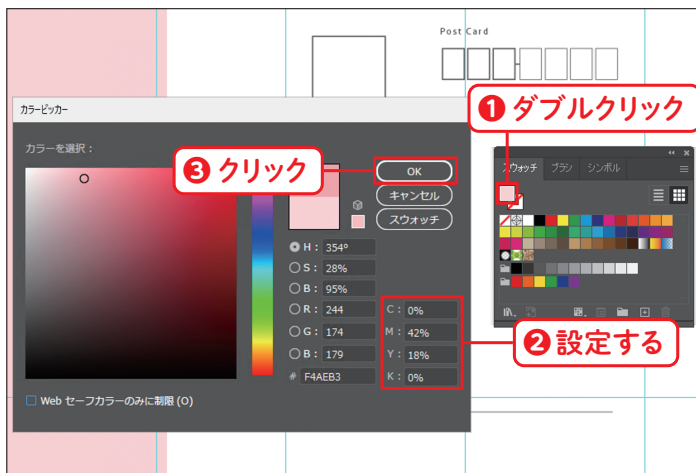 Post Card
❶ ダブルクリック
カラーピッカー
カラーを選択：
❸ クリック
OK
キャンセル
スウォッチ
スウォッチ ブラシ シンボル
H： 354°
S： 28%
B： 95%
R： 244
G： 174
B： 179
# F4AEB3
C： 0%
M： 42%
Y： 18%
K： 0%
❷ 設定する
Web セーフカラーのみに制限 (O)